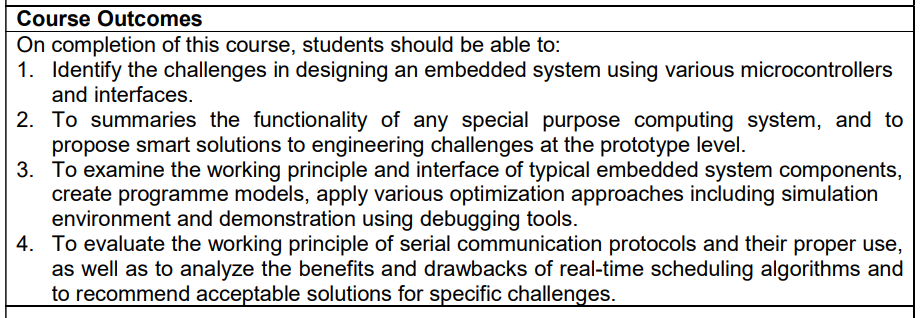 Course Outcomes
On completion of this course, students should be able to:
1. Identify the challenges in designing an embedded system using various microcontrollers
and interfaces.
2. To summaries the functionality of any special purpose computing system, and to
propose smart solutions to engineering challenges at the prototype level.
3. To examine the working principle and interface of typical embedded system components,
create programme models, apply various optimization approaches including simulation
environment and demonstration using debugging tools.
4. To evaluate the working principle of serial communication protocols and their proper use,
as well as to analyze the benefits and drawbacks of real-time scheduling algorithms and
to recommend acceptable solutions for specific challenges.